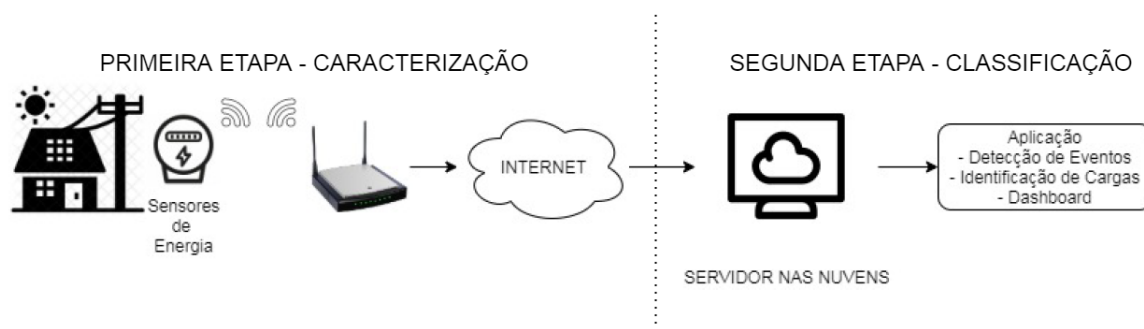 PRIMEIRA ETAPA - CARACTERIZAÇÃO
Sensores
de
Energia
INTERNET
SEGUNDA ETAPA - CLASSIFICAÇÃO
SERVIDOR NAS NUVENS
Aplicação
- Detecção de Eventos
- Identificação de Cargas
- Dashboard